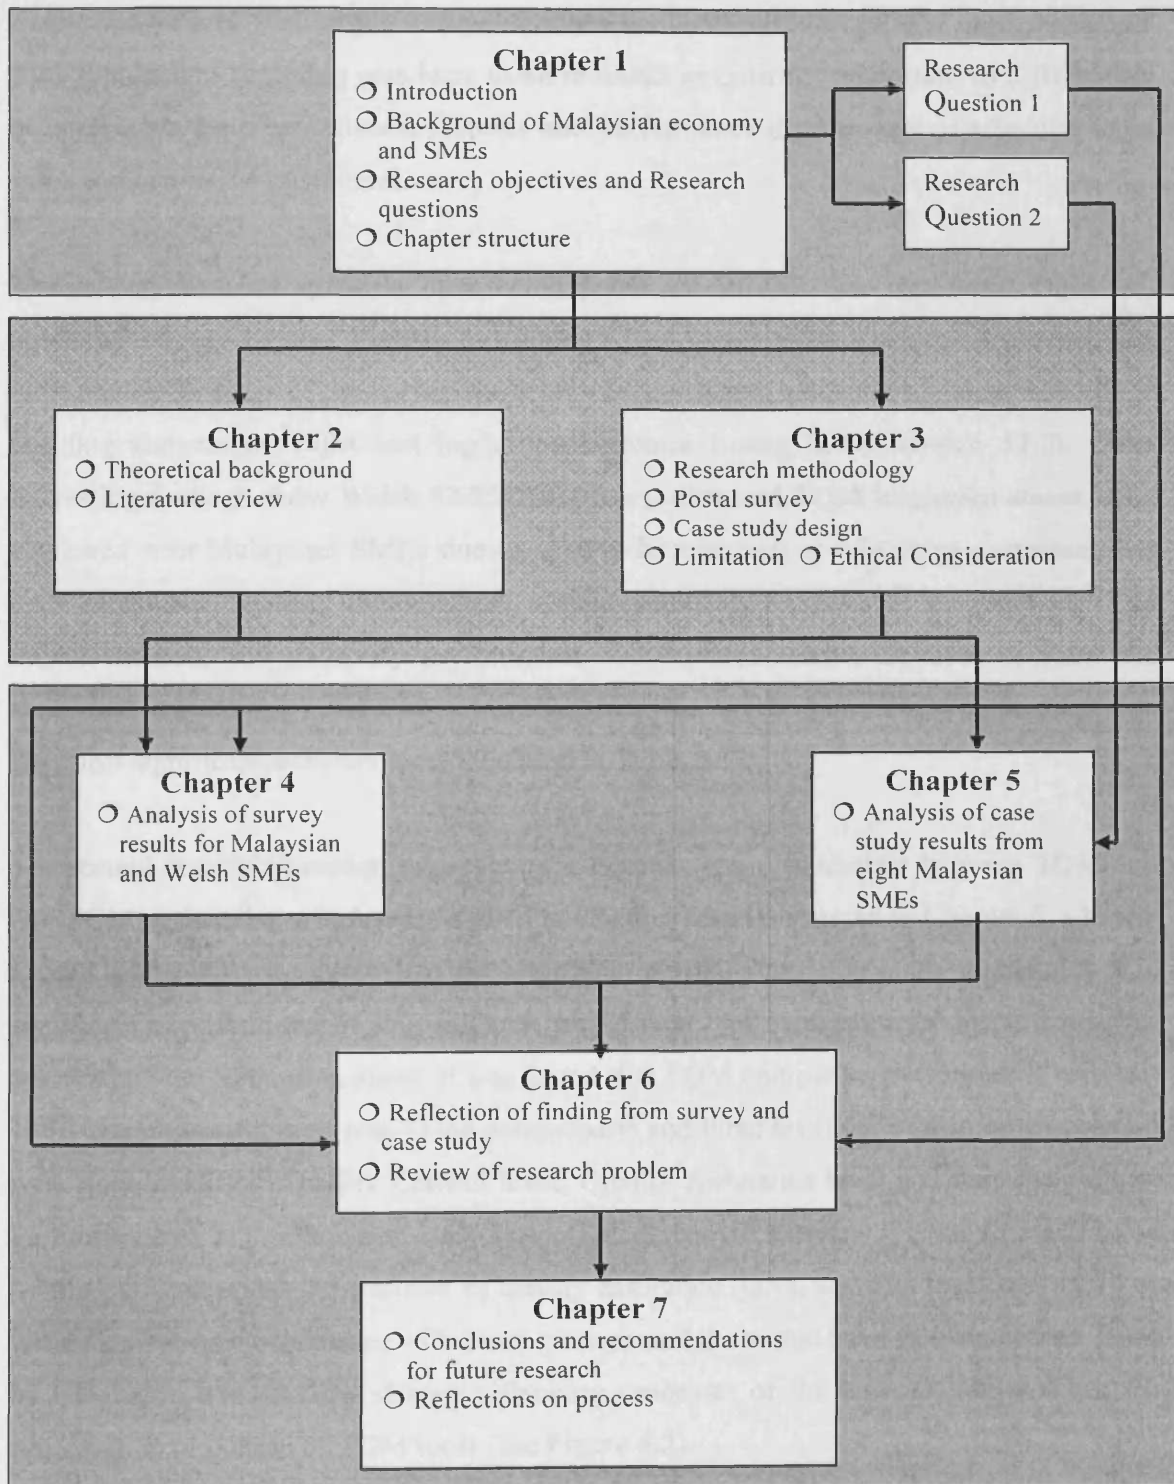 Chapter 1
○ Introduction
○ Background of Malaysian economy
and SMEs
○ Research objectives and Research
questions
○ Chapter structure
Research
Question 1
Research
Question 2
Chapter 2
○ Theoretical background
○ Literature review
Chapter 3
○ Research methodology
○ Postal survey
○ Case study design
○ Limitation ○ Ethical Consideration
Chapter 4
○ Analysis of survey
results for Malaysian
and Welsh SMEs
Chapter 5
○ Analysis of case
study results from
eight Malaysian
SMEs
Chapter 6
○ Reflection of finding from survey and
case study
○ Review of research problem
Chapter 7
○ Conclusions and recommendations
for future research
○ Reflections on process